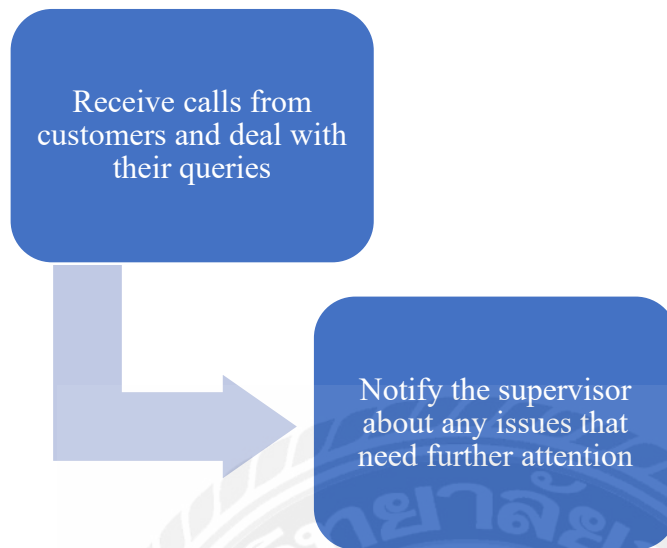 Receive calls from
customers and deal with
their queries
Notify the supervisor
about any issues that
need further attention